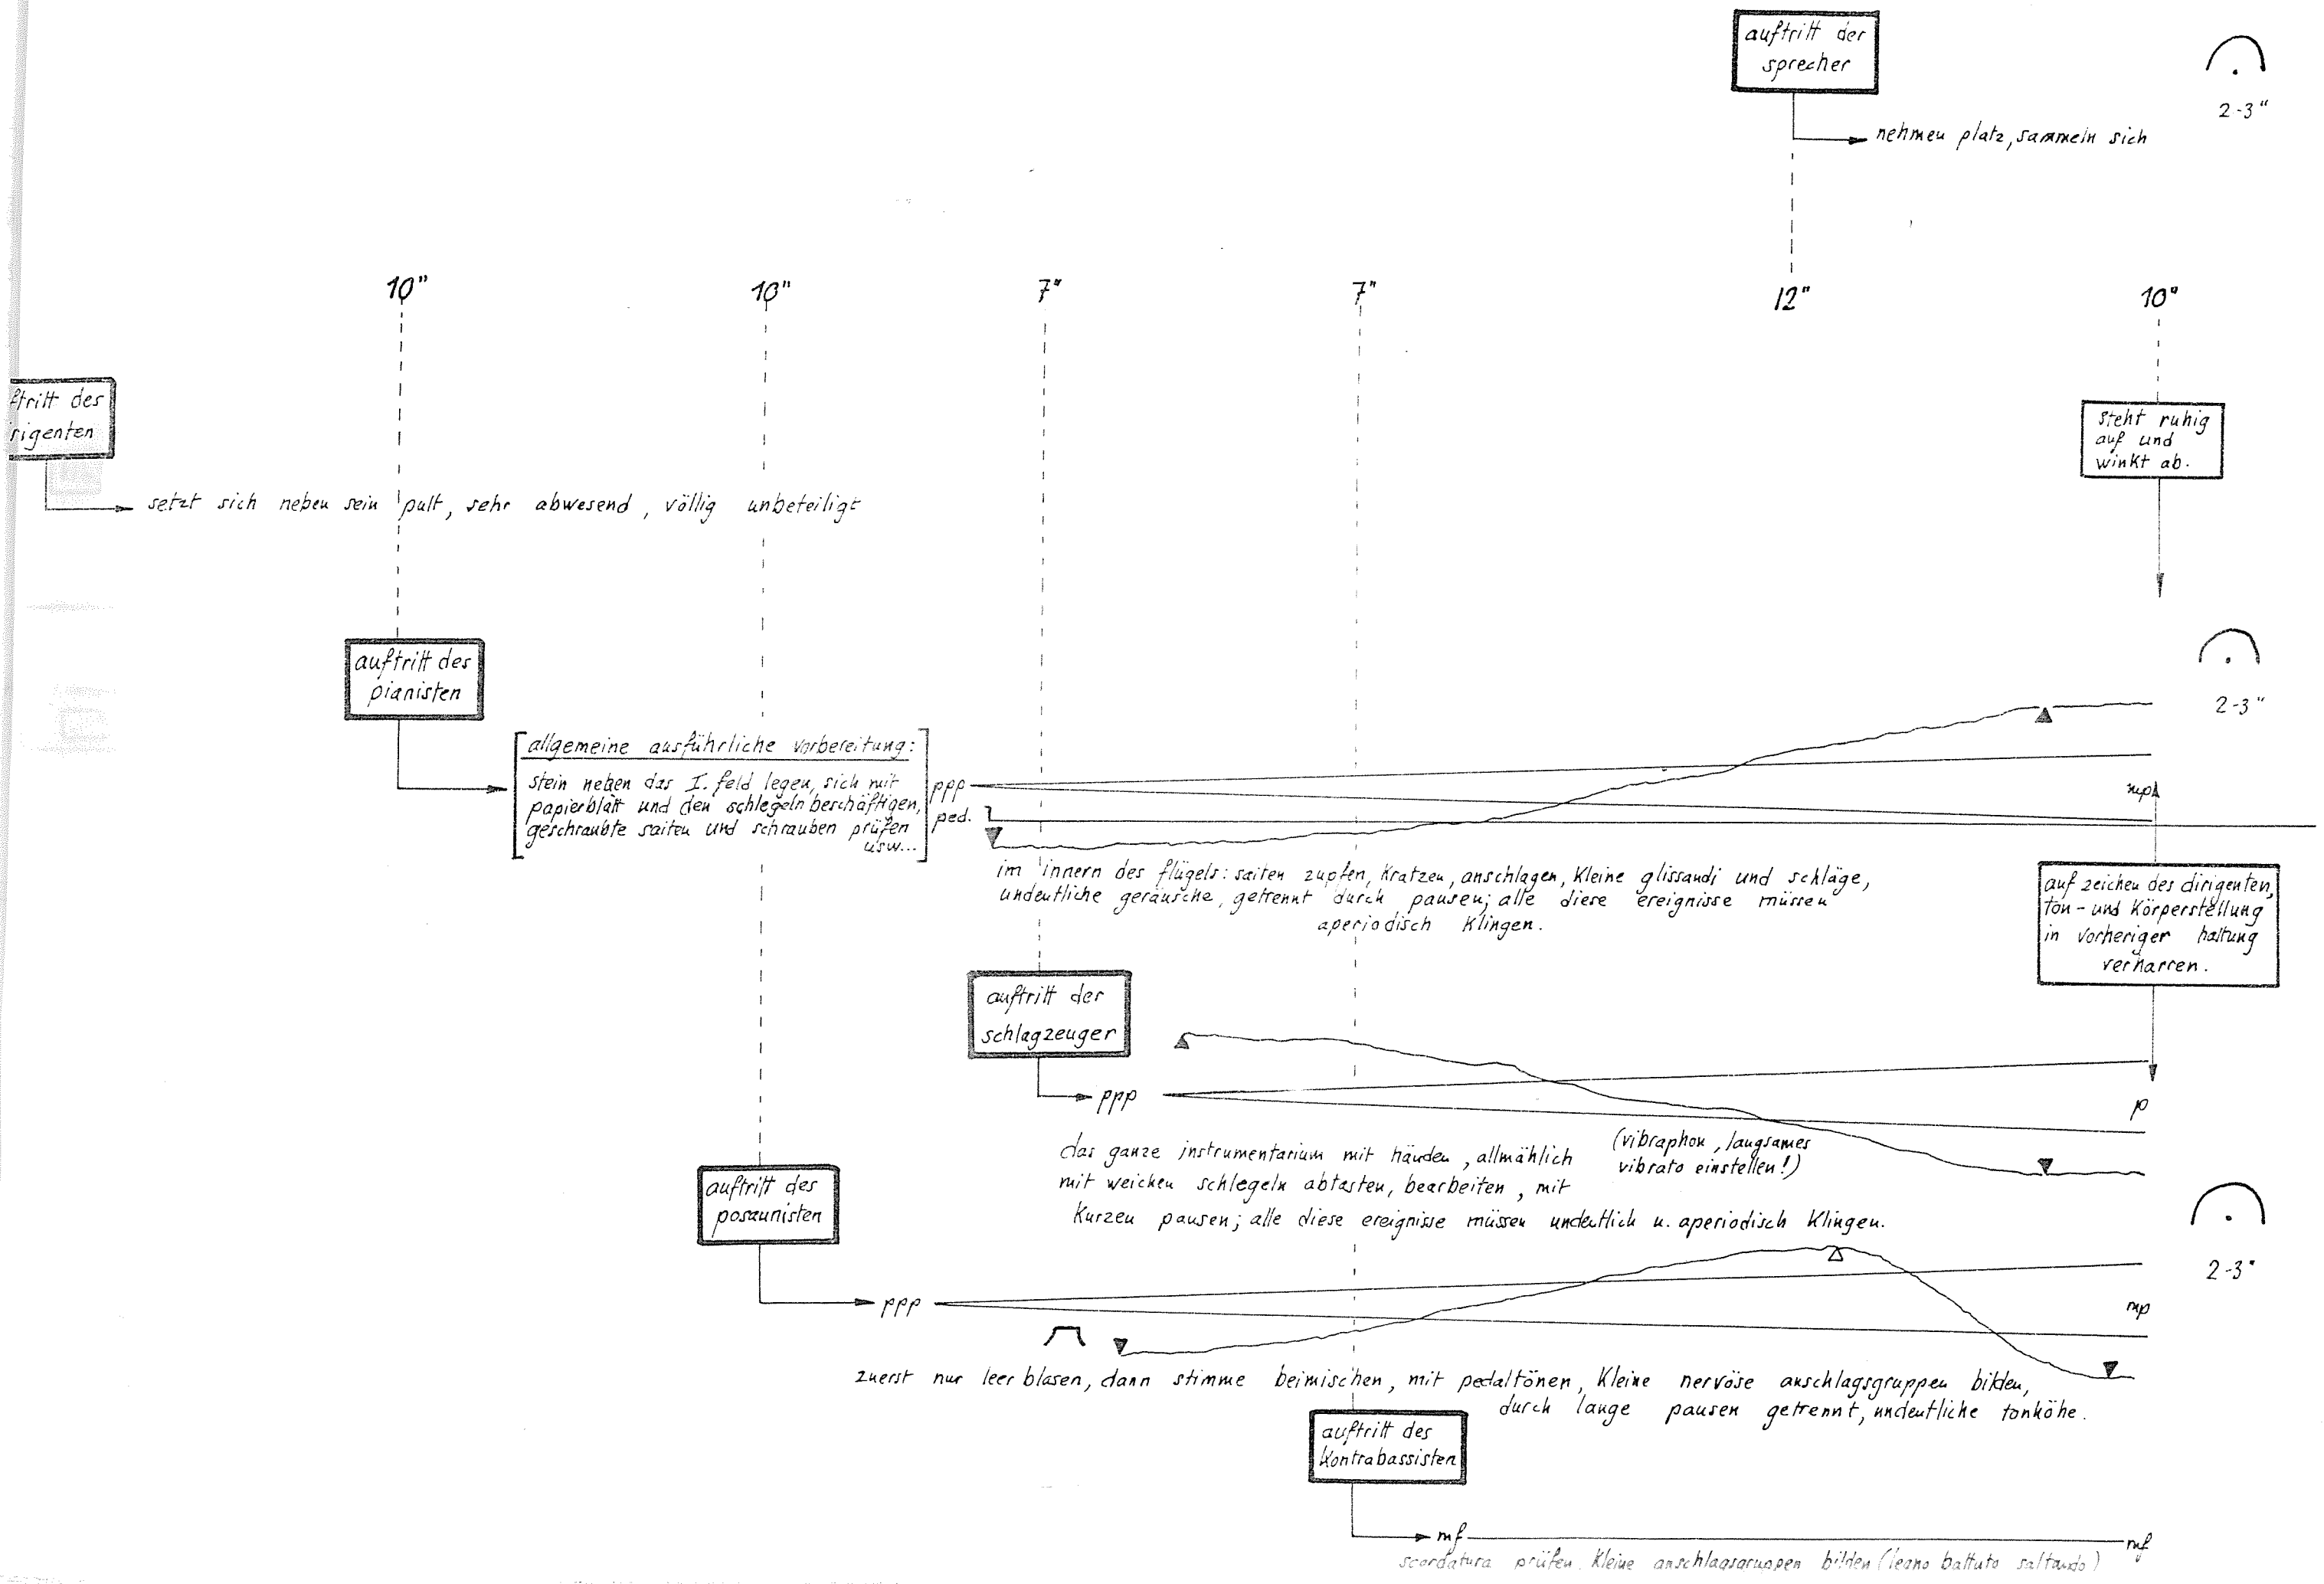 auftritt der
sprecher
2-3"
nehmen platz, sammeln sich
10" 10" 7" 7" 12" 10"
ftritt des
rigenten
steht ruhig
auf und
winkt ab.
setzt sich neben sein pult, sehr abwesend, völlig unbeteiligt
auftritt des
pianisten
2-3"
allgemeine ausführliche vorbereitung:
stein neben das I. feld legen, sich mit
papierblatt und den schlegeln beschäftigen,
geschraubte saiten und schrauben prüfen
usw...
ppp
mp
ped.
im innern des flügels: saiten zupfen, kratzen, anschlagen, kleine glissandi und schläge,
undeutliche geräusche, getrennt durch pausen; alle diese ereignisse müssen
aperiodisch klingen.
auf zeichen des dirigenten,
ton- und körperstellung
in vorheriger haltung
verharren.
auftritt der
schlagzeuger
ppp
p
das ganze instrumentarium mit händen, allmählich
mit weichen schlegeln abtasten, bearbeiten, mit
kurzen pausen; alle diese ereignisse müssen undeutlich u. aperiodisch klingen.
(vibraphon, langsames
vibrato einstellen!)
auftritt des
posaunisten
2-3"
ppp
mp
zuerst nur leer blasen, dann stimme beimischen, mit pedaltönen, kleine nervöse anschlagsgruppen bilden,
durch lange pausen getrennt, undeutliche tonhöhe.
auftritt des
kontrabassisten
mf
mf
scordatura prüfen. kleine anschlagsgruppen bilden (legno battuto saltando)